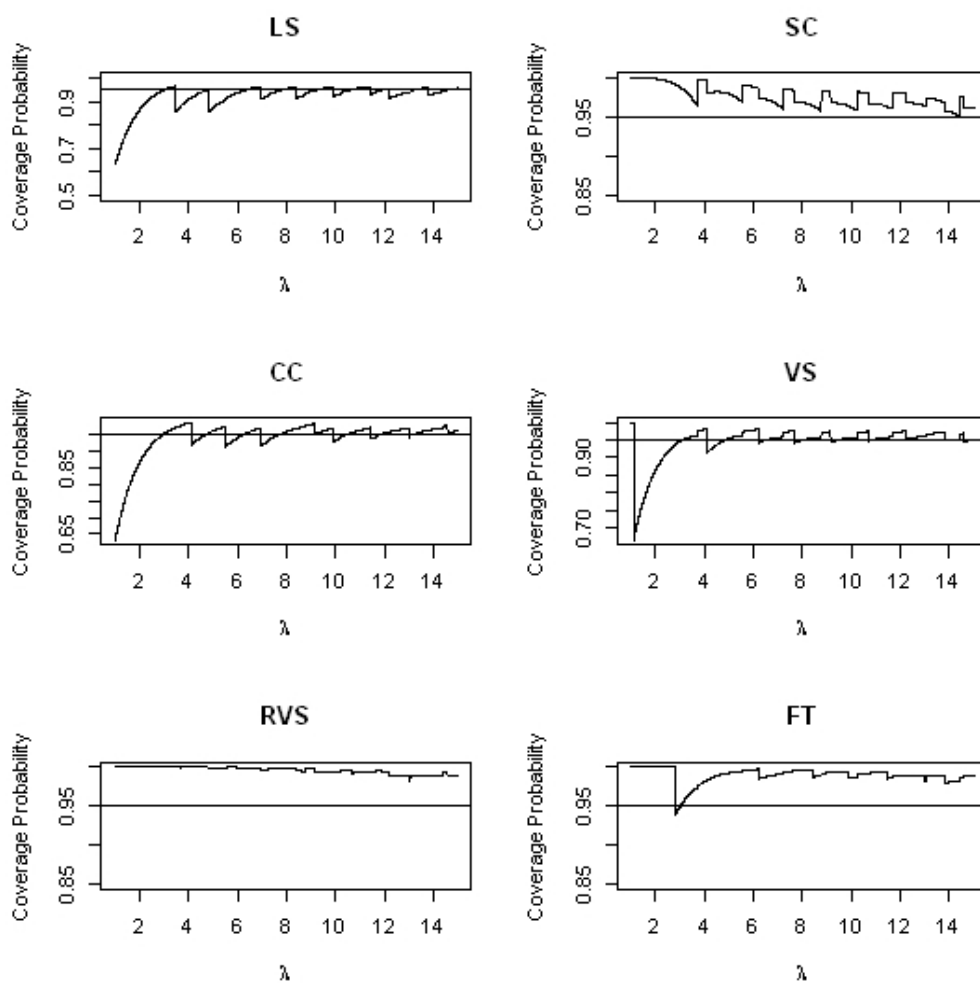 LS
Coverage Probability
0.5 0.7 0.9
2 4 6 8 10 12 14
λ
SC
Coverage Probability
0.85 0.95
2 4 6 8 10 12 14
λ
CC
Coverage Probability
0.65 0.85
2 4 6 8 10 12 14
λ
VS
Coverage Probability
0.70 0.90
2 4 6 8 10 12 14
λ
RVS
Coverage Probability
0.85 0.95
2 4 6 8 10 12 14
λ
FT
Coverage Probability
0.85 0.95
2 4 6 8 10 12 14
λ